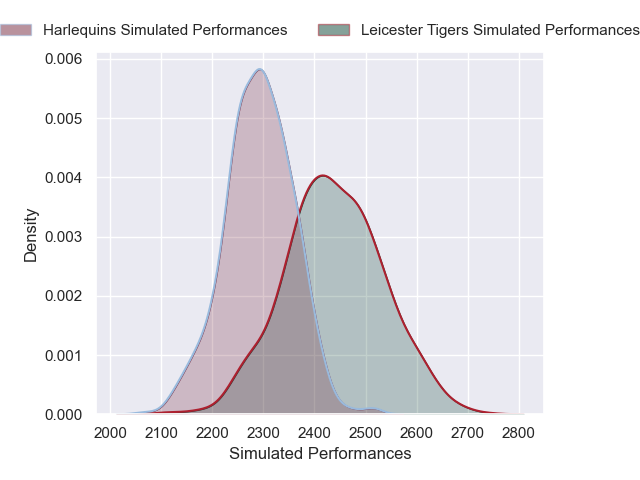 Harlequins Simulated Performances
Leicester Tigers Simulated Performances
0.006
0.005
0.004
0.003
0.002
0.001
0.000
Density
2000 2100 2200 2300 2400 2500 2600 2700 2800
Simulated Performances